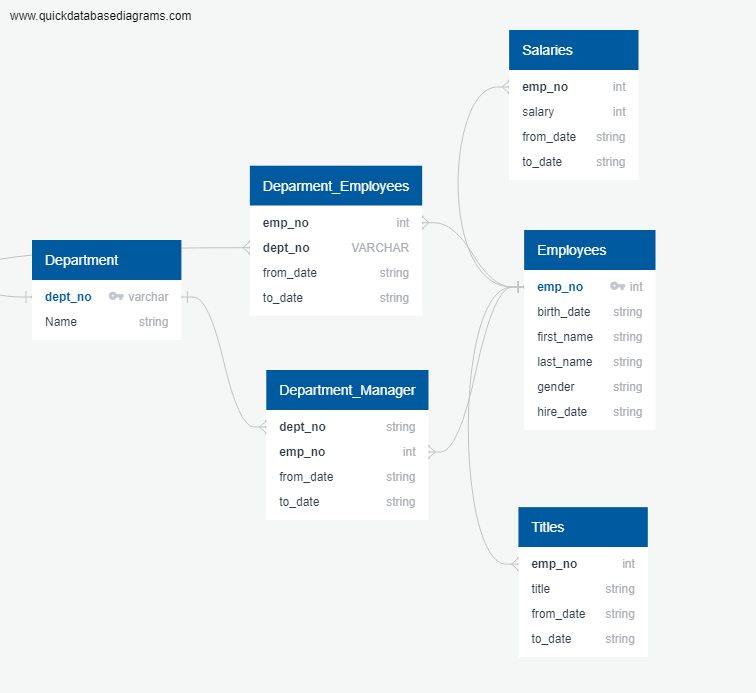 www.quickdatabasediagrams.com
Salaries
emp_no int
salary int
from_date string
to_date string
Deparment_Employees
emp_no int
dept_no VARCHAR
from_date string
to_date string
Department
dept_no varchar
Name string
Employees
emp_no int
birth_date string
first_name string
last_name string
gender string
hire_date string
Department_Manager
dept_no string
emp_no int
from_date string
to_date string
Titles
emp_no int
title string
from_date string
to_date string